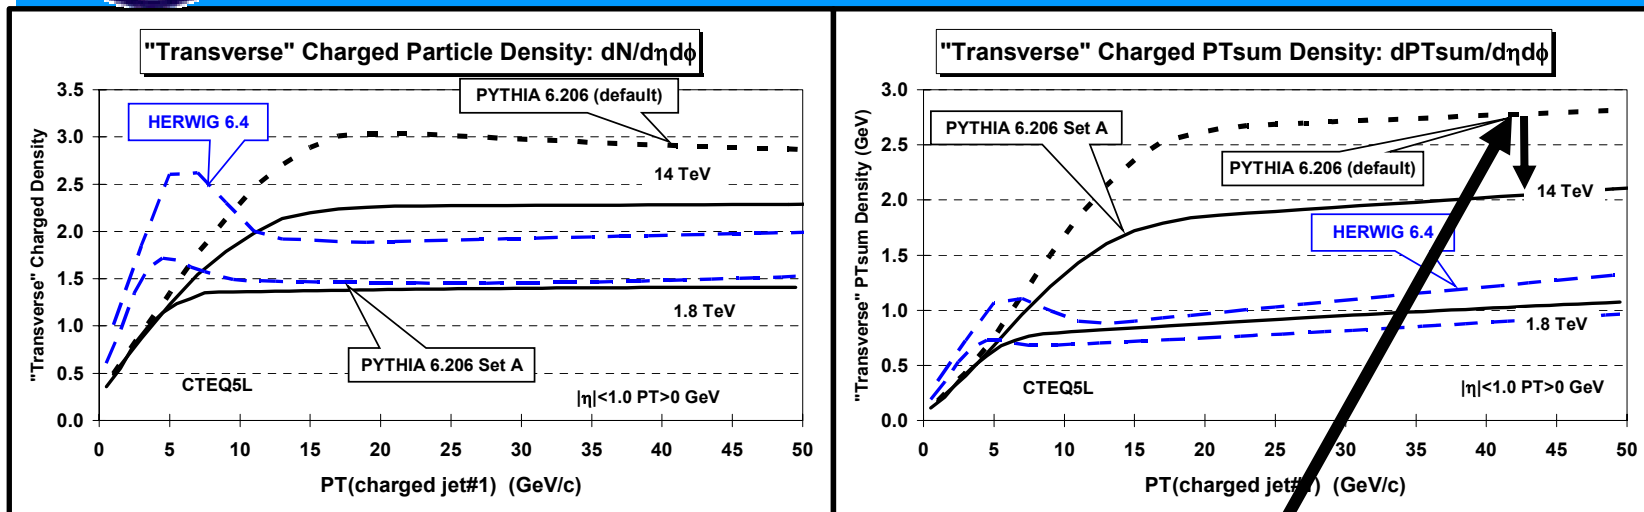 "Transverse" Charged Particle Density: dN/dηdϕ
3.5
3.0
2.5
2.0
1.5
1.0
0.5
0.0
"Transverse" Charged Density
HERWIG 6.4
PYTHIA 6.206 (default)
14 TeV
1.8 TeV
PYTHIA 6.206 Set A
CTEQ5L
|η|<1.0 PT>0 GeV
0 5 10 15 20 25 30 35 40 45 50
PT(charged jet#1) (GeV/c)
"Transverse" Charged PTsum Density: dPTsum/dηdϕ
3.0
2.5
2.0
1.5
1.0
0.5
0.0
"Transverse" PTsum Density (GeV)
PYTHIA 6.206 Set A
PYTHIA 6.206 (default)
14 TeV
HERWIG 6.4
1.8 TeV
CTEQ5L
|η|<1.0 PT>0 GeV
0 5 10 15 20 25 30 35 40 45 50
PT(charged (GeV/c)